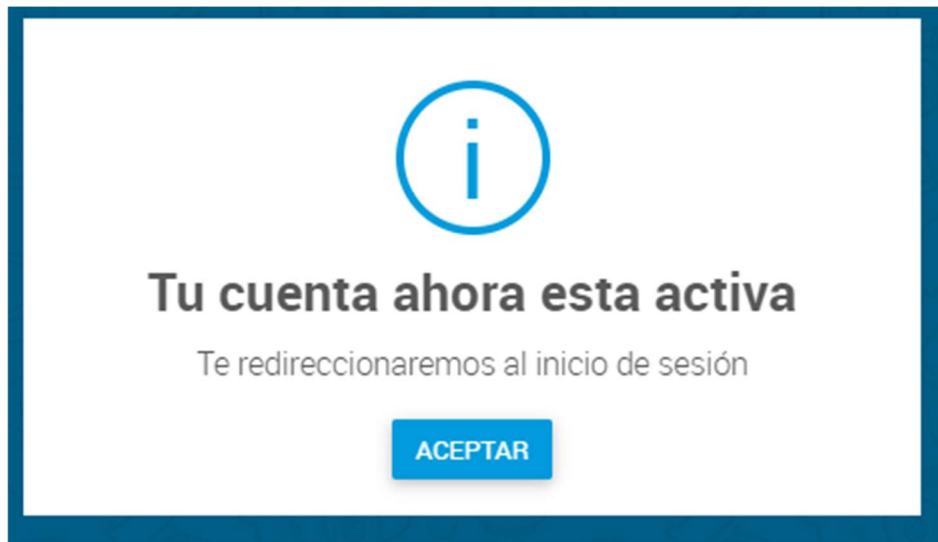 i
Tu cuenta ahora esta activa
Te redireccionaremos al inicio de sesión
ACEPTAR